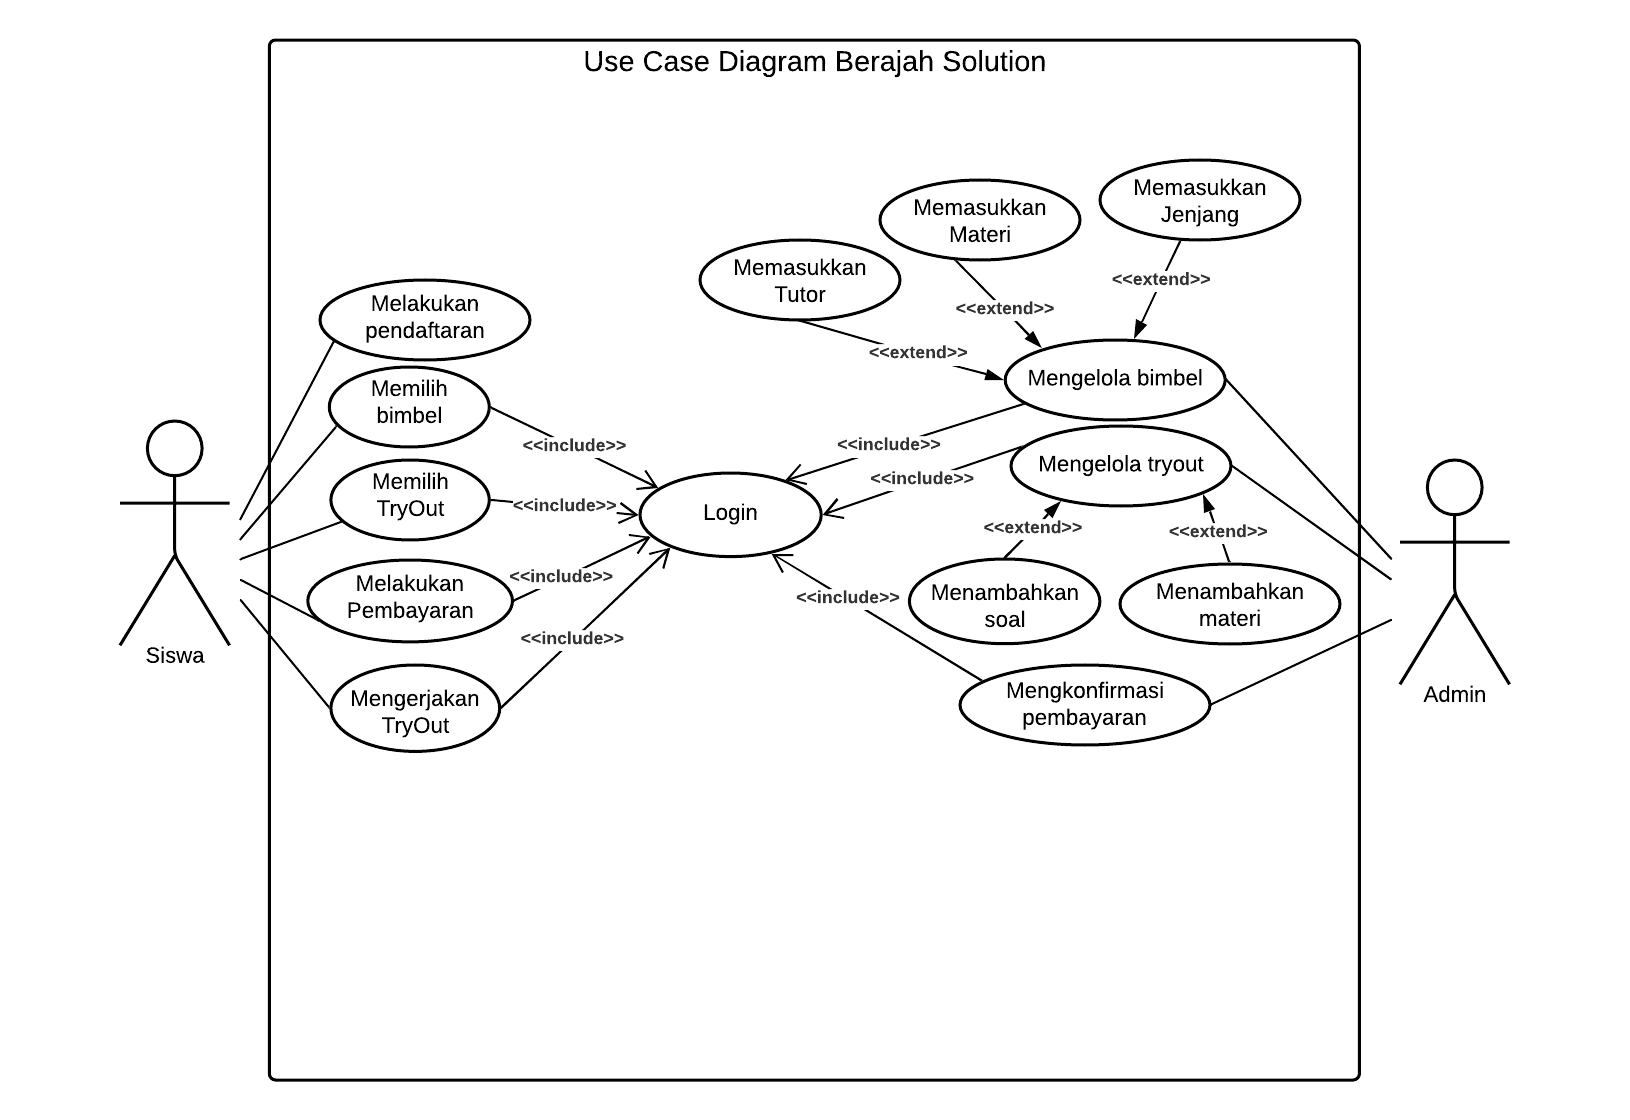 Use Case Diagram Berajah Solution
Memasukkan
Jenjang
Memasukkan
Materi
Memasukkan
Tutor
<<extend>>
<<extend>>
<<extend>>
Melakukan
pendaftaran
Mengelola bimbel
Memilih
bimbel
<<include>>
<<include>>
Mengelola tryout
<<include>>
Memilih
TryOut
<<include>>
Login
<<extend>>
<<extend>>
Melakukan
Pembayaran
<<include>>
<<include>>
Menambahkan
soal
Menambahkan
materi
<<include>>
Siswa
Mengerjakan
TryOut
Mengkonfirmasi
pembayaran
Admin